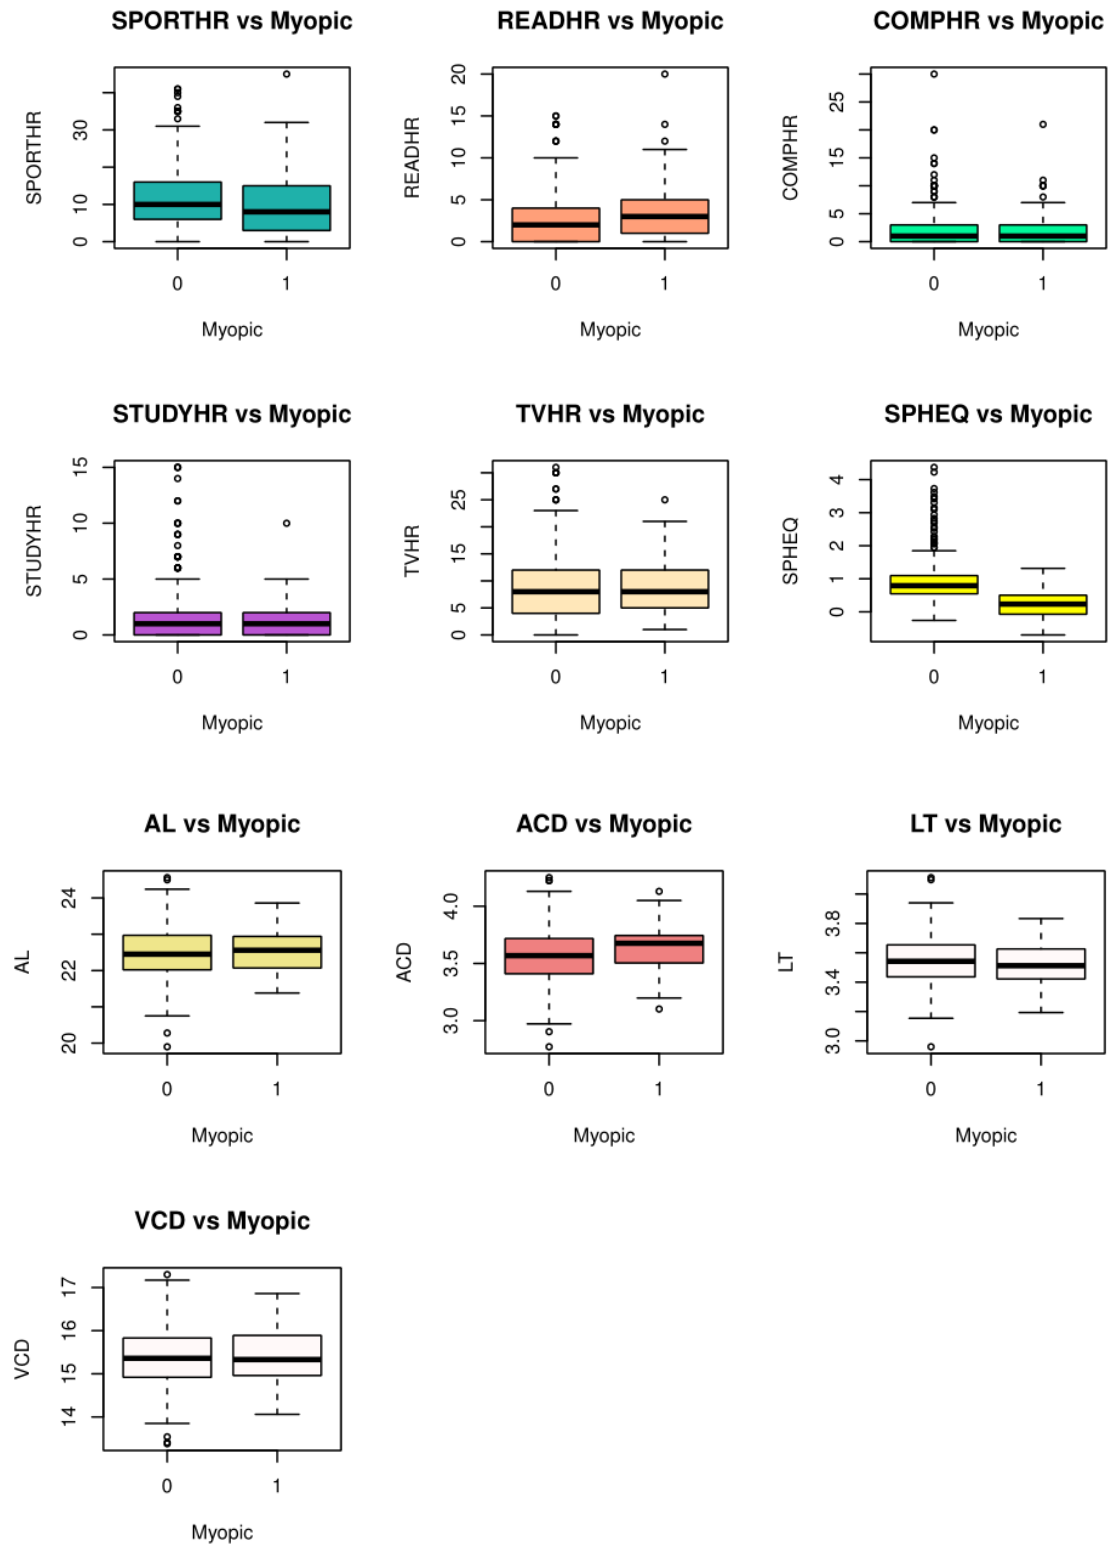 SPORTHR vs Myopic
SPORTHR
0 10 30
0 1
Myopic
READHR vs Myopic
READHR
0 5 10 15 20
0 1
Myopic
COMPHR vs Myopic
COMPHR
0 5 15 25
0 1
Myopic
STUDYHR vs Myopic
STUDYHR
0 5 10 15
0 1
Myopic
TVHR vs Myopic
TVHR
0 5 15 25
0 1
Myopic
SPHEQ vs Myopic
SPHEQ
0 1 2 3 4
0 1
Myopic
AL vs Myopic
AL
20 22 24
0 1
Myopic
ACD vs Myopic
ACD
3.0 3.5 4.0
0 1
Myopic
LT vs Myopic
LT
3.0 3.4 3.8
0 1
Myopic
VCD vs Myopic
VCD
14 15 16 17
0 1
Myopic